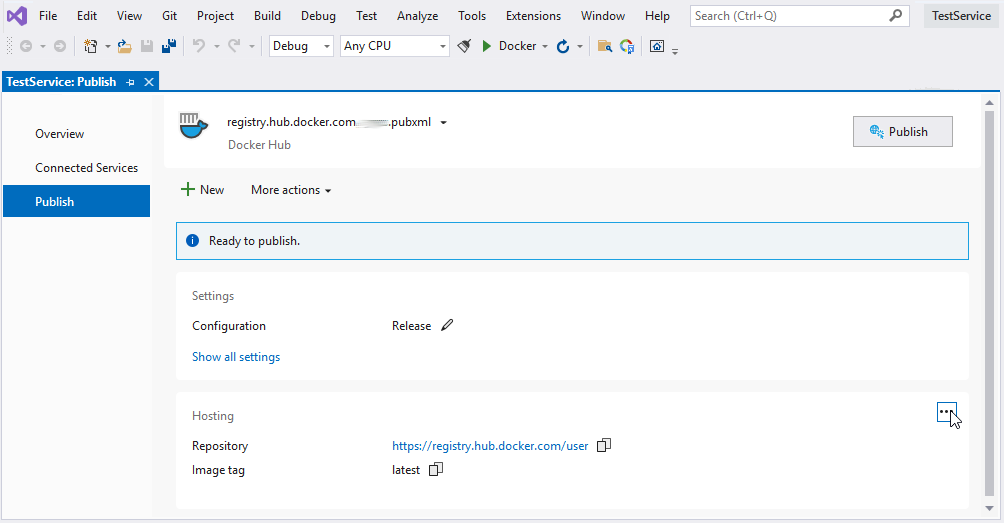 File Edit View Git Project Build Debug Test Analyze Tools Extensions Window Help Search (Ctrl+Q) TestService
Debug Any CPU Docker
TestService: Publish
Overview
Connected Services
Publish
registry.hub.docker.com .pubxml
Docker Hub
Publish
New More actions
Ready to publish.
Settings
Configuration Release
Show all settings
Hosting
Repository https://registry.hub.docker.com/user
Image tag latest